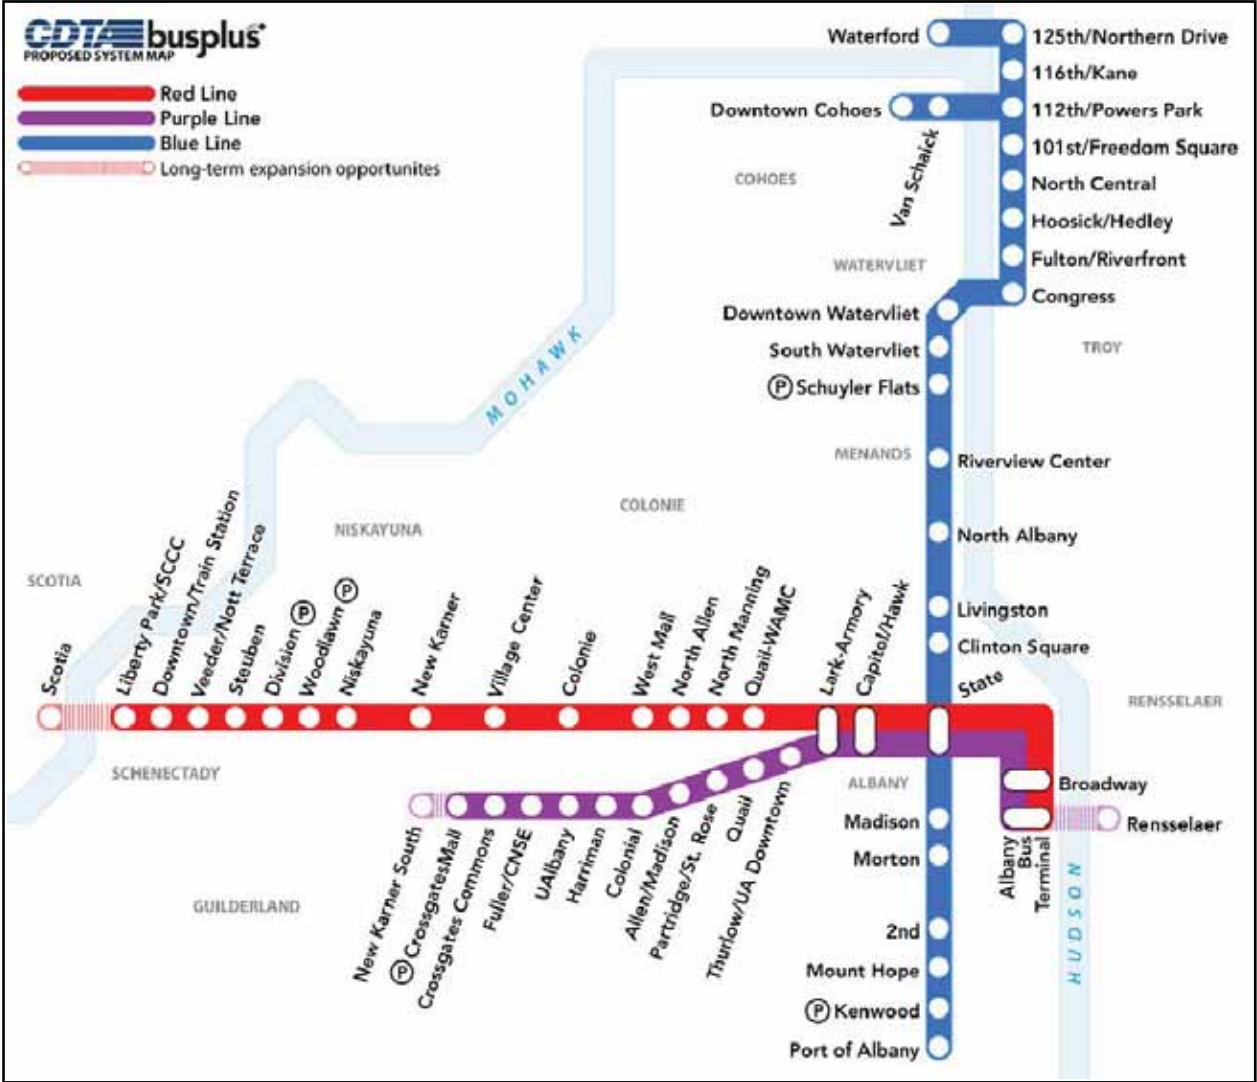 CDTA busplus+
PROPOSED SYSTEM MAP
Red Line
Purple Line
Blue Line
Long-term expansion opportunites
Waterford
125th/Northern Drive
116th/Kane
Downtown Cohoes
112th/Powers Park
Van Schaick
101st/Freedom Square
COHOES
North Central
Hoosick/Hedley
WATERVLIET
Fulton/Riverfront
Congress
Downtown Watervliet
South Watervliet
TROY
P Schuyler Flats
MOHAWK
MENANDS
Riverview Center
COLONIE
NISKAYUNA
North Albany
SCOTIA
Livingston
Clinton Square
Scotia
Liberty Park/SCCC
Downtown/Train Station
Veeder/Nott Terrace
Steuben
Division P
Woodlawn P
Niskayuna
New Karner
Village Center
Colonie
West Mall
North Allen
North Manning
Quail-WAMC
Lark-Armory
Capitol/Hawk
State
RENSSELAER
SCHENECTADY
ALBANY
Broadway
Rensselaer
Albany
Bus
Terminal
New Karner South
P CrossgatesMall
Crossgates Commons
Fuller/CNSE
UAlbany
Harriman
Colonial
Allen/Madison
Partridge/St. Rose
Quail
Thurlow/UA Downtown
Madison
Morton
GUILDERLAND
2nd
Mount Hope
P Kenwood
Port of Albany
HUDSON